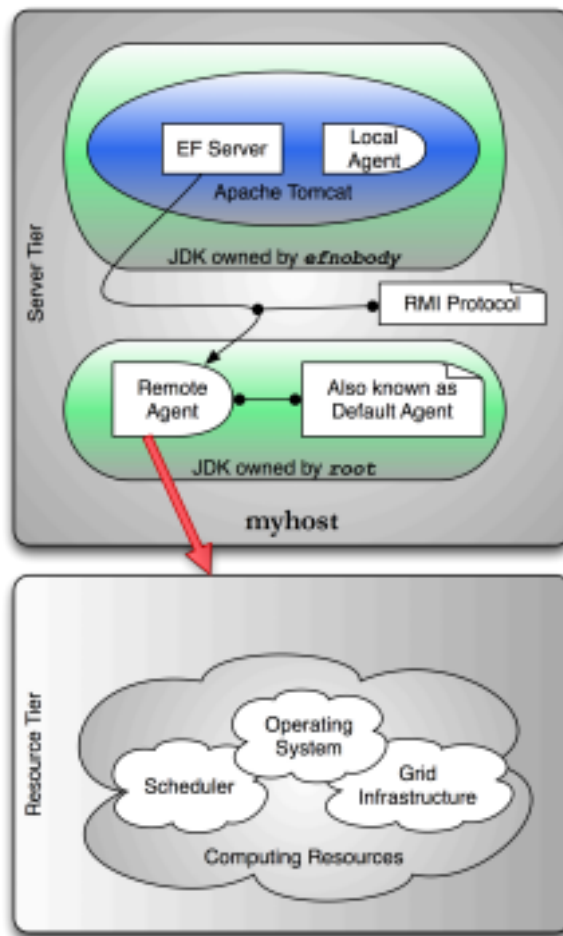 Server Tier
EF Server
Local
Agent
Apache Tomcat
JDK owned by efnobody
RMI Protocol
Remote
Agent
Also known as
Default Agent
JDK owned by root
myhost
Resource Tier
Operating
System
Scheduler
Grid
Infrastructure
Computing Resources